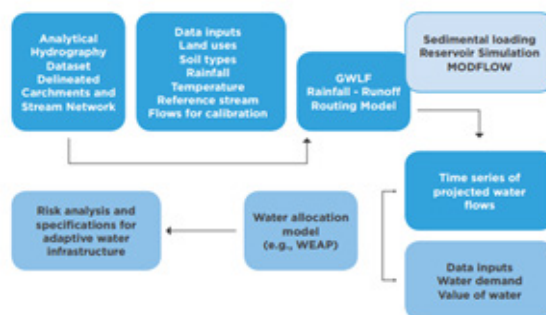 Analytical
Hydrography
Dataset
Delineated
Carchments and
Stream Network
Data inputs
Land uses
Soil types
Rainfall
Temperature
Reference stream
Flows for calibration
GWLF
Rainfall - Runoff
Routing Model
Sedimental loading
Reservoir Simulation
MODFLOW
Time series of
projected water
flows
Risk analysis and
specifications for
adaptive water
infrastructure
Water allocation
model
(e.g., WEAP)
Data inputs
Water demand
Value of water